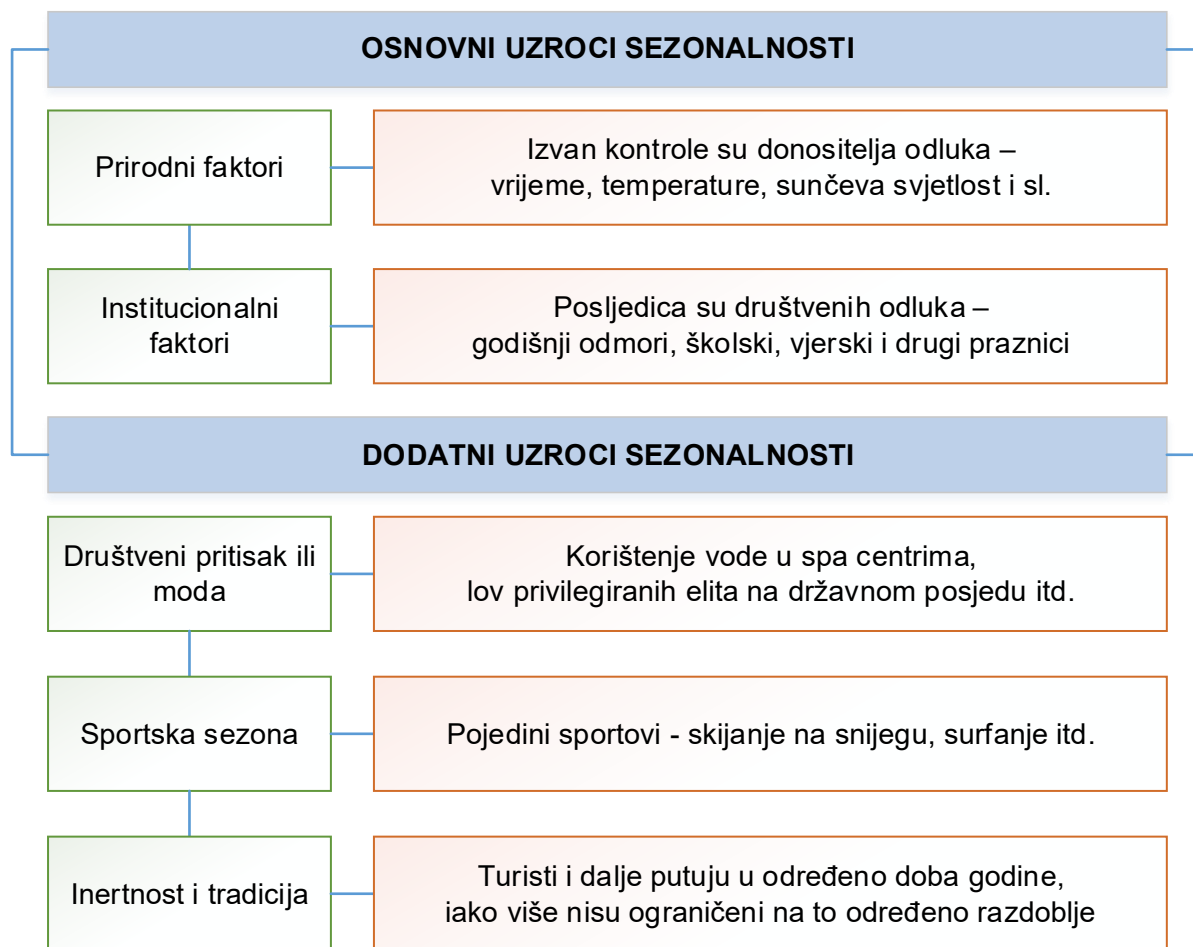 OSNOVNI UZROCI SEZONALNOSTI
Prirodni faktori
Izvan kontrole su donositelja odluka –
vrijeme, temperature, sunčeva svjetlost i sl.
Institucionalni
faktori
Posljedica su društvenih odluka –
godišnji odmori, školski, vjerski i drugi praznici
DODATNI UZROCI SEZONALNOSTI
Društveni pritisak ili
moda
Korištenje vode u spa centrima,
lov privilegiranih elita na državnom posjedu itd.
Sportska sezona
Pojedini sportovi - skijanje na snijegu, surfanje itd.
Inertnost i tradicija
Turisti i dalje putuju u određeno doba godine,
iako više nisu ograničeni na to određeno razdoblje